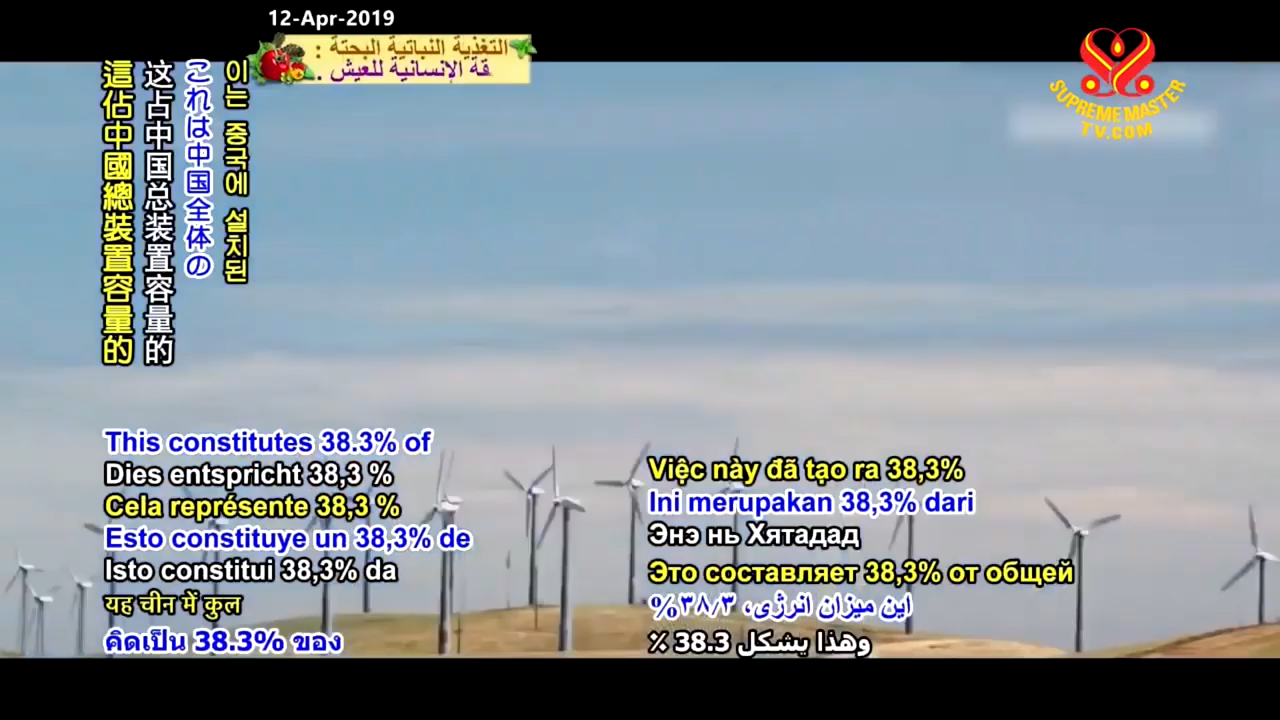 12-Apr-2019
التغذية النباتية البحتة :
قة الإنسانية للعيش .
SUPREME MASTER
TV.COM
이는 중국에 설치된
これは中国全体の
这占中国总装置容量的
這佔中國總裝置容量的
This constitutes 38.3% of
Dies entspricht 38,3 %
Cela représente 38,3 %
Esto constituye un 38,3% de
Isto constitui 38,3% da
यह चीन में कुल
คิดเป็น 38.3% ของ
Việc này đã tạo ra 38,3%
Ini merupakan 38,3% dari
Энэ нь Хятадад
Это составляет 38,3% от общей
این میزان انرژی، ۳۸٫۳%
وهذا يشكل 38.3 ٪